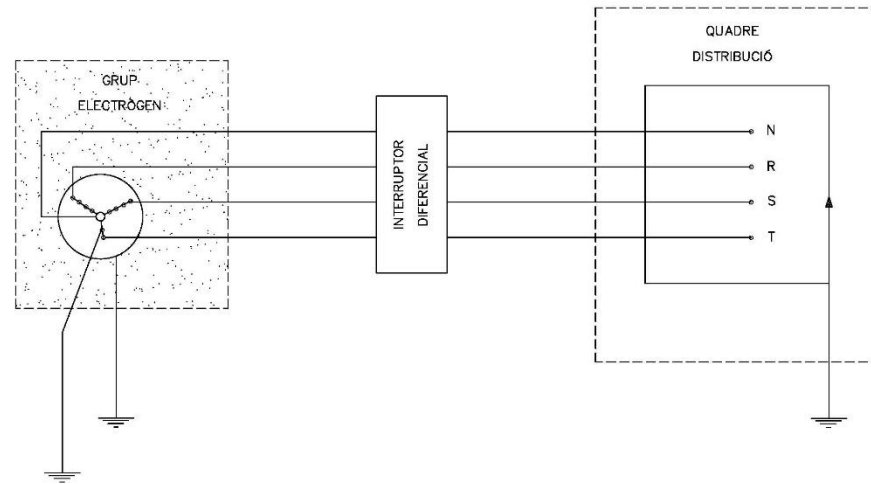 GRUP
ELECTRÒGEN
INTERRUPTOR
DIFERENCIAL
QUADRE
DISTRIBUCIÓ
N
R
S
T